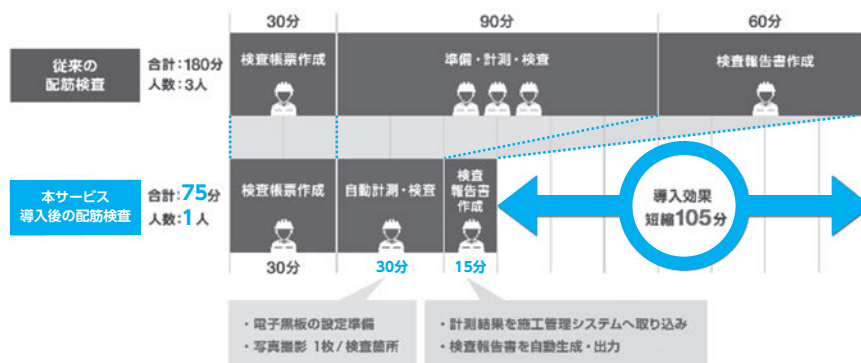 30分
90分
60分
従来の
配筋検査
合計:180分
人数:3人
検査帳票作成
準備・計測・検査
検査報告書作成
本サービス
導入後の配筋検査
合計:75分
人数:1人
検査帳票作成
自動計測・検査
検査
報告書
作成
導入効果
短縮105分
30分
30分
15分
・電子黒板の設定準備
・写真撮影 1枚/検査箇所
・計測結果を施工管理システムへ取り込み
・検査報告書を自動生成・出力